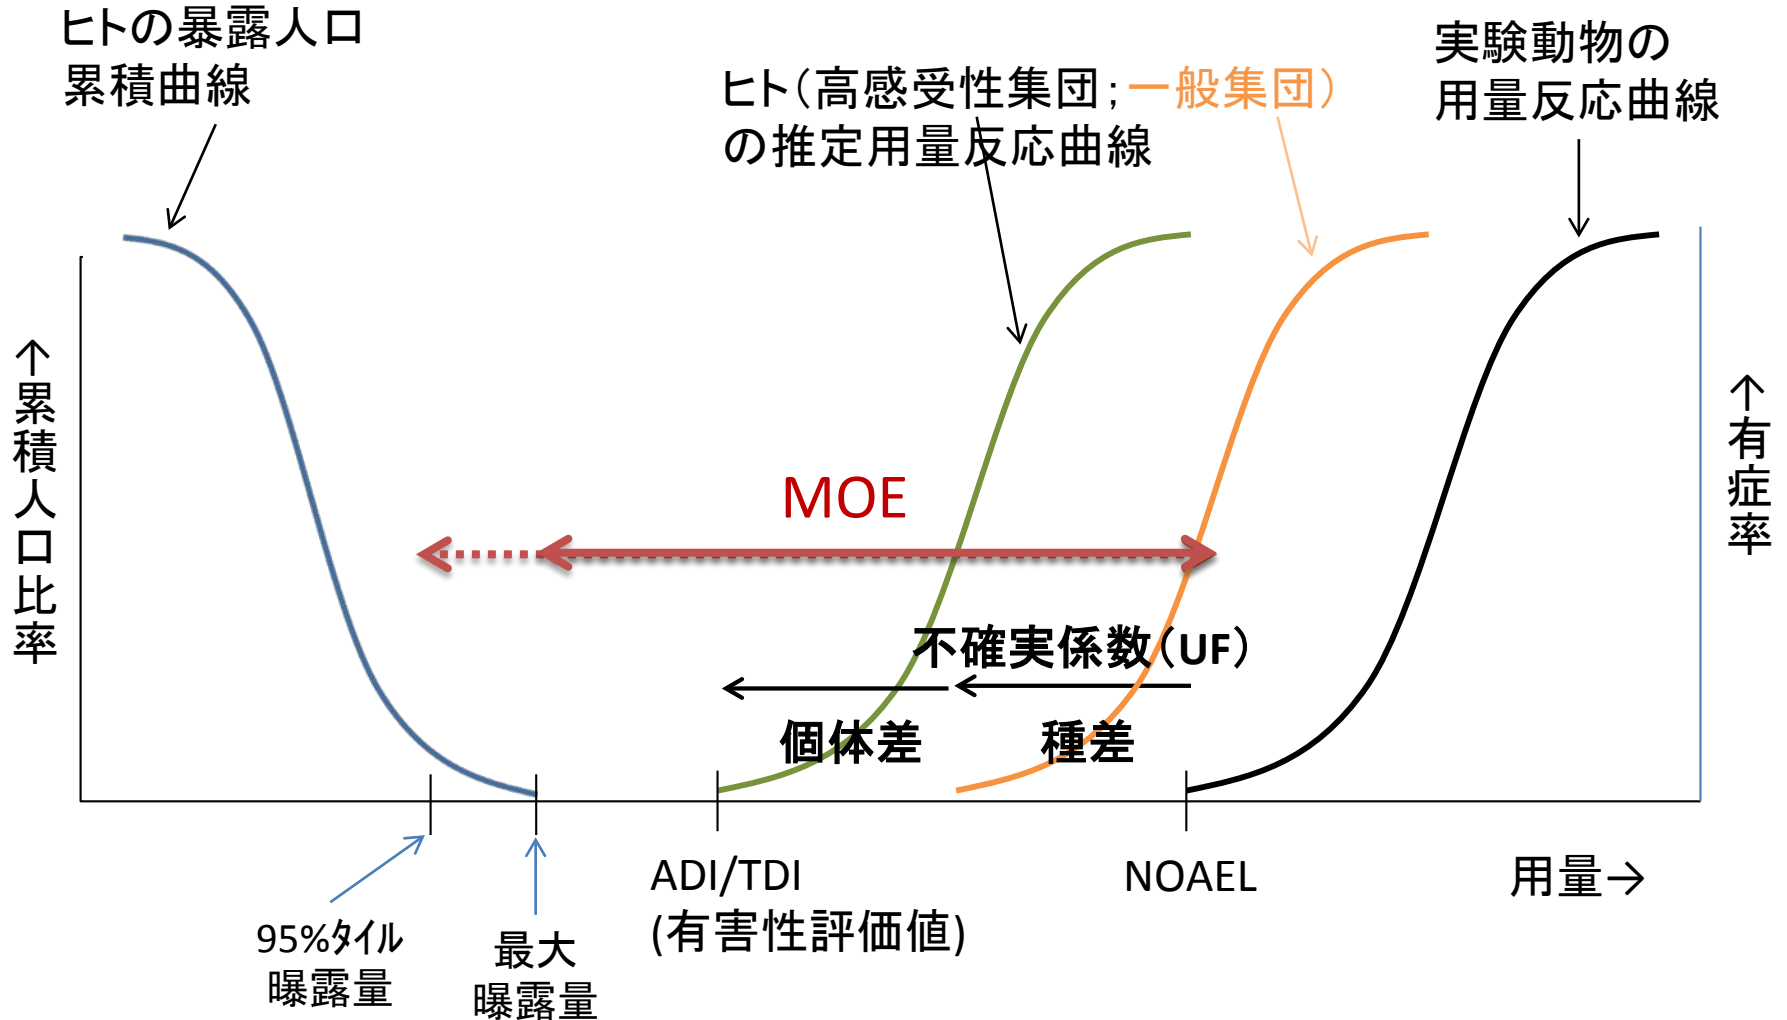 ヒトの暴露人口
累積曲線
ヒト（高感受性集団；一般集団）
の推定用量反応曲線
実験動物の
用量反応曲線
↑累積人口比率
MOE
不確実係数（UF）
個体差
種差
↑有症率
ADI/TDI
(有害性評価値)
NOAEL
用量→
95%ﾀｲﾙ
曝露量
最大
曝露量